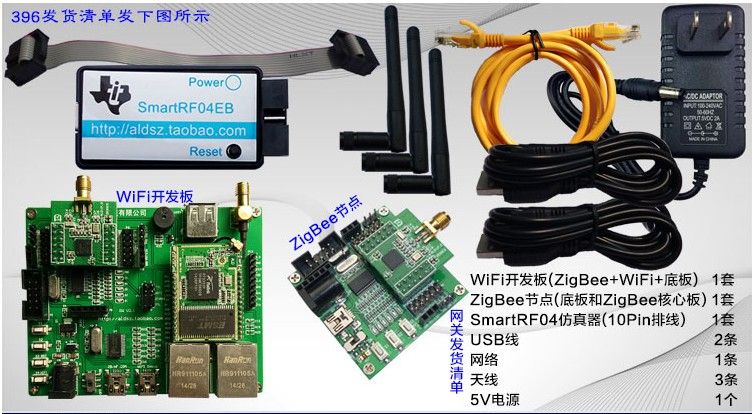 396发货清单发下图所示
Power
SmartRF04EB
http://aldsz.taobao.com
Reset
AC/DC ADAPTOR
INPUT:100-240VAC
50-60HZ
OUTPUT:5VDC 2A
MADE IN CHINA
WiFi开发板
有限公司
ZigBee节点
http://aldsz.taobao.com
HanRun
HR911105A
14/26
HanRun
HR911105A
14/26
网关发货清单
WiFi开发板(ZigBee+WiFi+底板) 1套
ZigBee节点(底板和ZigBee核心板) 1套
SmartRF04仿真器(10Pin排线) 1套
USB线 2条
网络 1条
天线 3条
5V电源 1个